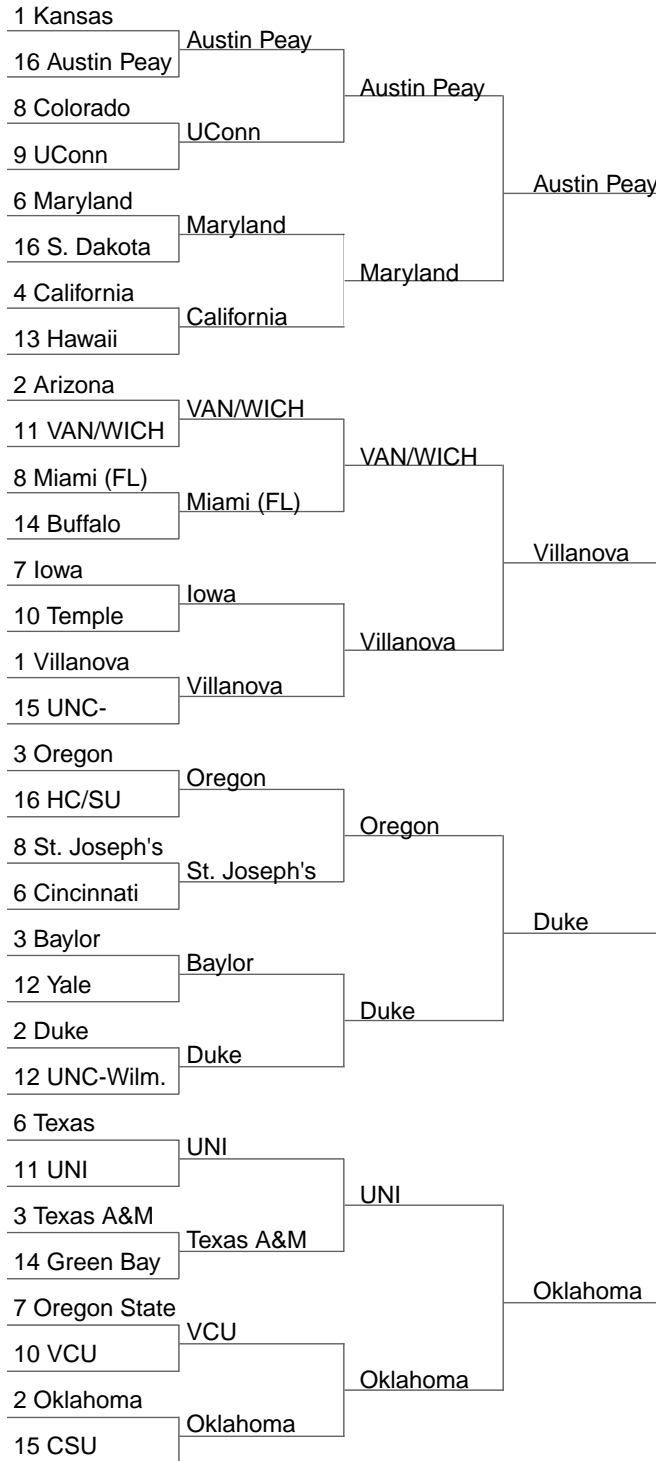 1 Kansas
16 Austin Peay
8 Colorado
9 UConn
6 Maryland
16 S. Dakota
4 California
13 Hawaii
2 Arizona
11 VAN/WICH
8 Miami (FL)
14 Buffalo
7 Iowa
10 Temple
1 Villanova
15 UNC-
3 Oregon
16 HC/SU
8 St. Joseph's
6 Cincinnati
3 Baylor
12 Yale
2 Duke
12 UNC-Wilm.
6 Texas
11 UNI
3 Texas A&M
14 Green Bay
7 Oregon State
10 VCU
2 Oklahoma
15 CSU
Austin Peay
UConn
Maryland
California
VAN/WICH
Miami (FL)
Iowa
Villanova
Oregon
St. Joseph's
Baylor
Duke
UNI
Texas A&M
VCU
Oklahoma
Austin Peay
Maryland
VAN/WICH
Villanova
Oregon
Duke
UNI
Oklahoma
Austin Peay
Villanova
Duke
Oklahoma